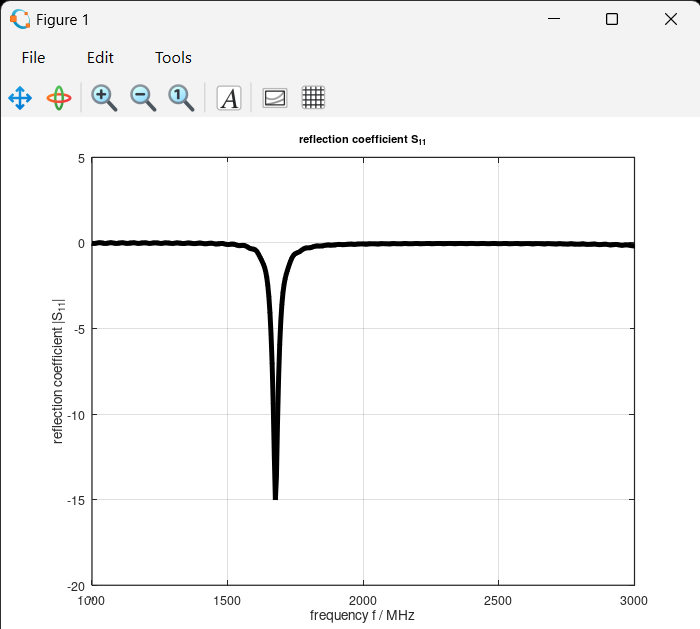 Figure 1
File Edit Tools
1 A
reflection coefficient S11
5
0
-5
-10
-15
-20
reflection coefficient |S11|
1000 1500 2000 2500 3000
frequency f / MHz